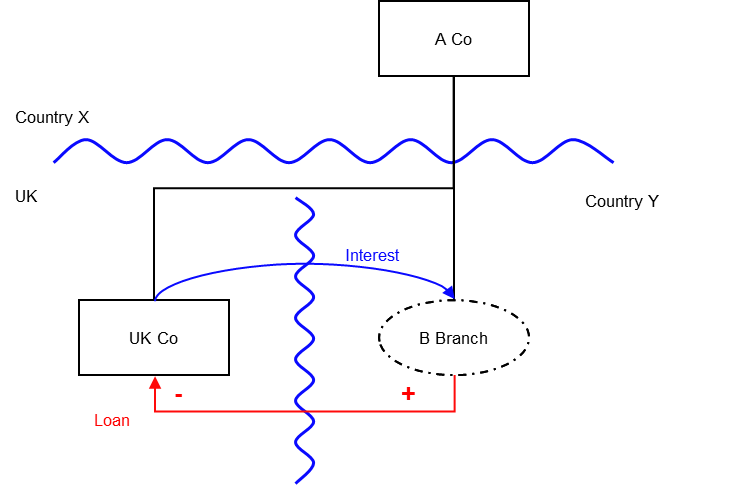 A Co
Country X
UK
Country Y
Interest
UK Co
B Branch
-
+
Loan